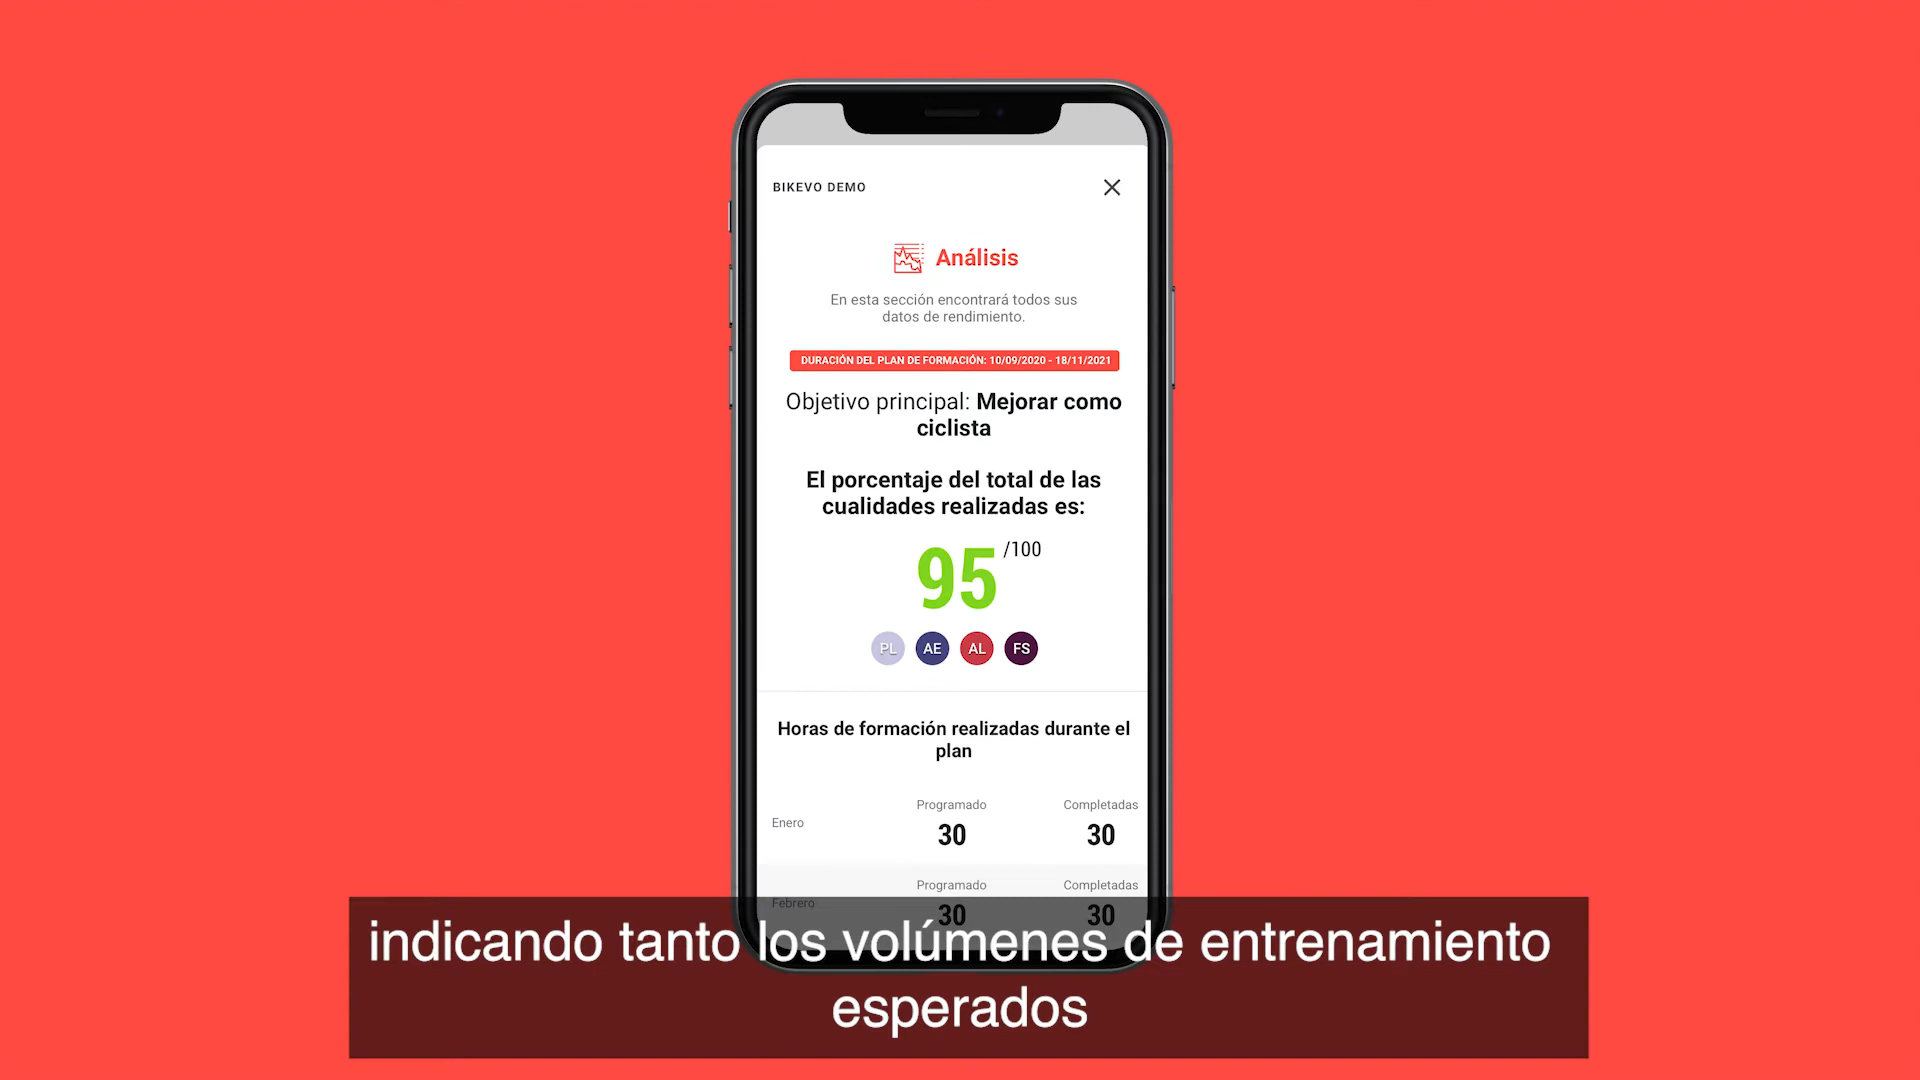 BIKEVO DEMO
Análisis
En esta sección encontrará todos sus
datos de rendimiento.
DURACIÓN DEL PLAN DE FORMACIÓN: 10/09/2020 - 18/11/2021
Objetivo principal: Mejorar como
ciclista
El porcentaje del total de las
cualidades realizadas es:
95 /100
PL AE AL FS
Horas de formación realizadas durante el
plan
Programado Completadas
Enero 30 30
Programado Completadas
Febrero 30 30
indicando tanto los volúmenes de entrenamiento
esperados